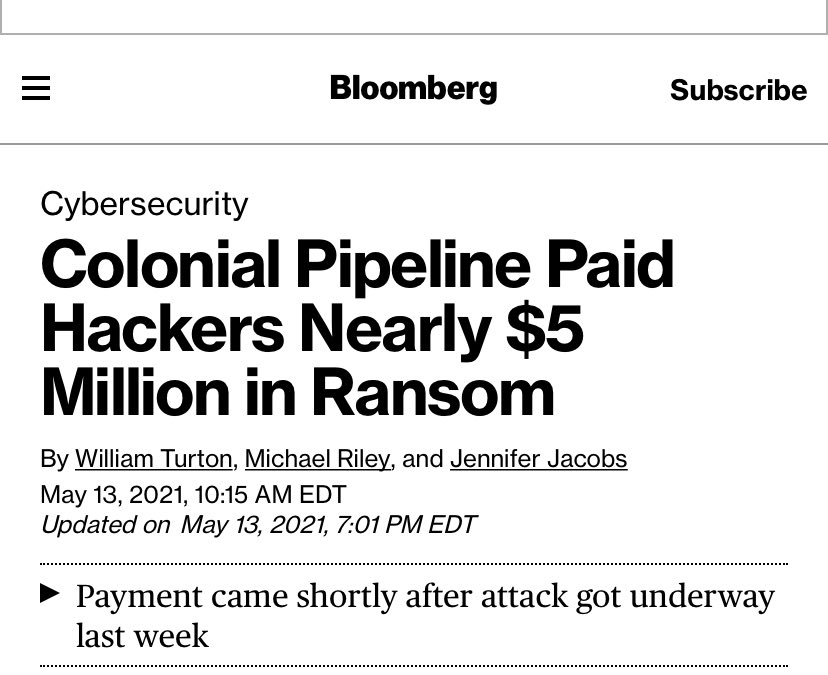 Bloomberg
Subscribe
Cybersecurity
Colonial Pipeline Paid
Hackers Nearly $5
Million in Ransom
By William Turton, Michael Riley, and Jennifer Jacobs
May 13, 2021, 10:15 AM EDT
Updated on May 13, 2021, 7:01 PM EDT
Payment came shortly after attack got underway
last week